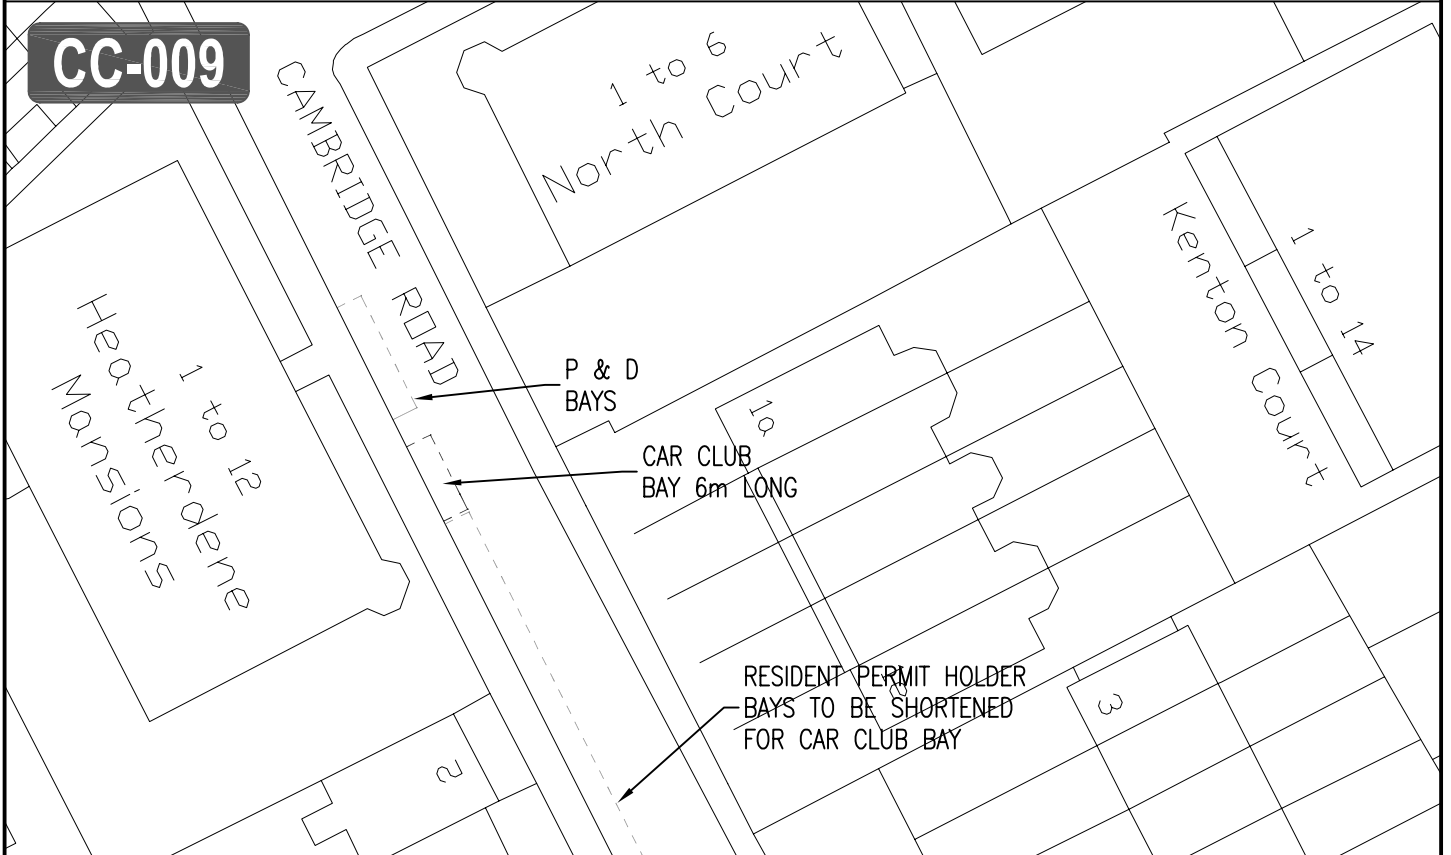 CC-009
CAMBRIDGE ROAD
1 to 6
North Court
Kenton Court
1 to 14
1 to 12
Heatherdene
Mansions
P & D
BAYS
1a
CAR CLUB
BAY 6m LONG
RESIDENT PERMIT HOLDER
BAYS TO BE SHORTENED
FOR CAR CLUB BAY
3
2